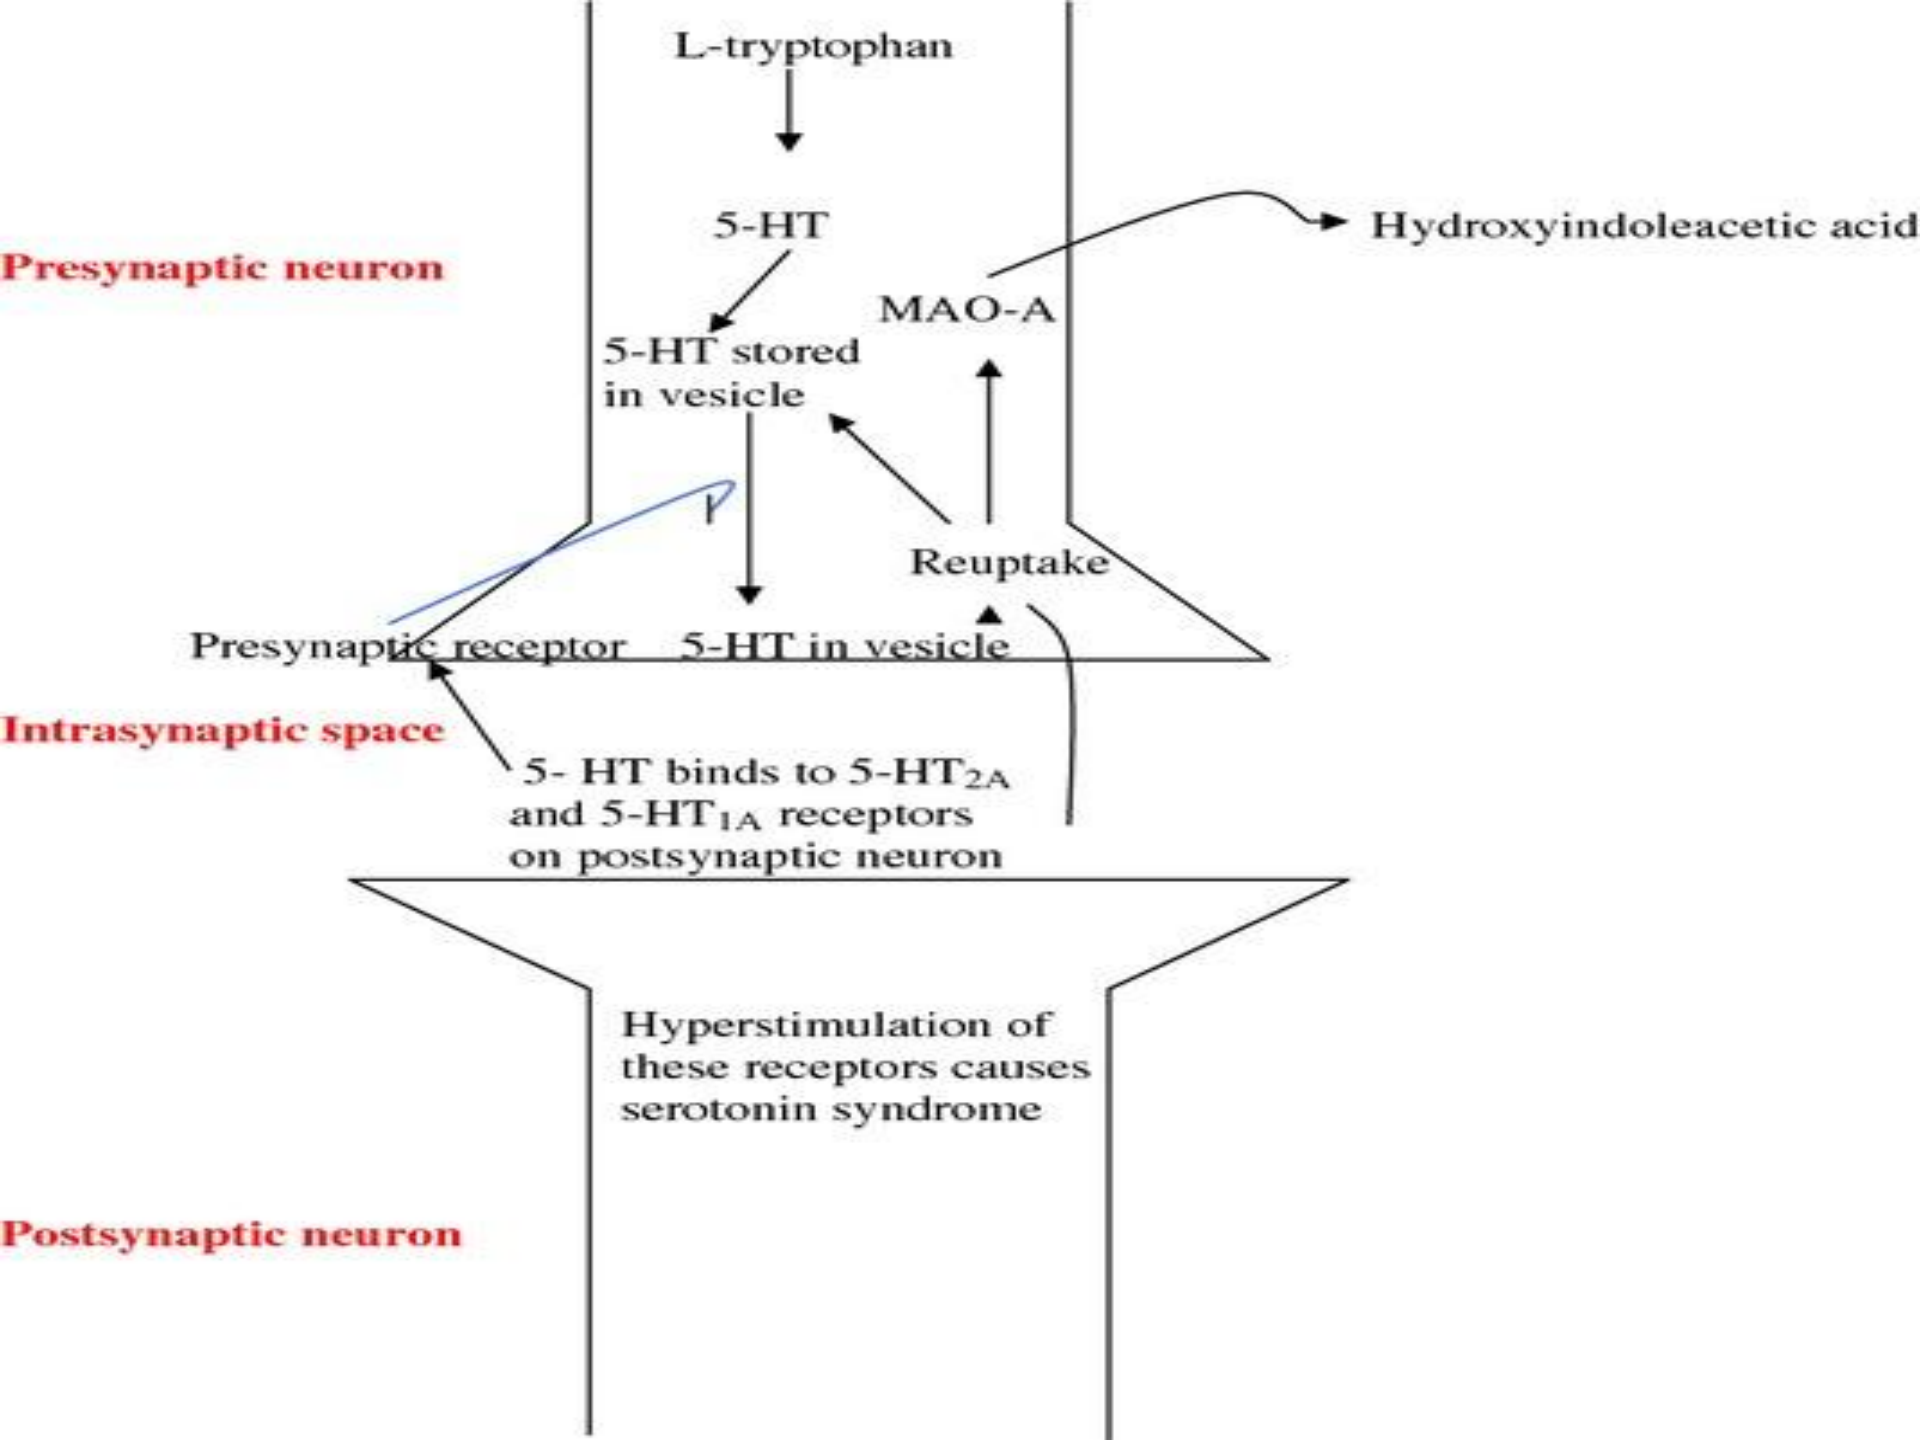 L-tryptophan
5-HT
Hydroxyindoleacetic acid
Presynaptic neuron
MAO-A
5-HT stored
in vesicle
Reuptake
Presynaptic receptor
5-HT in vesicle
Intrasynaptic space
5- HT binds to 5-HT2A
and 5-HT1A receptors
on postsynaptic neuron
Hyperstimulation of
these receptors causes
serotonin syndrome
Postsynaptic neuron